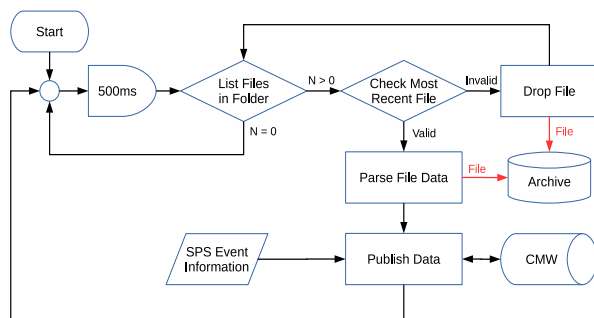 Start
500ms
List Files
in Folder
N > 0
N = 0
Check Most
Recent File
Invalid
Drop File
Valid
File
Parse File Data
File
Archive
SPS Event
Information
Publish Data
CMW